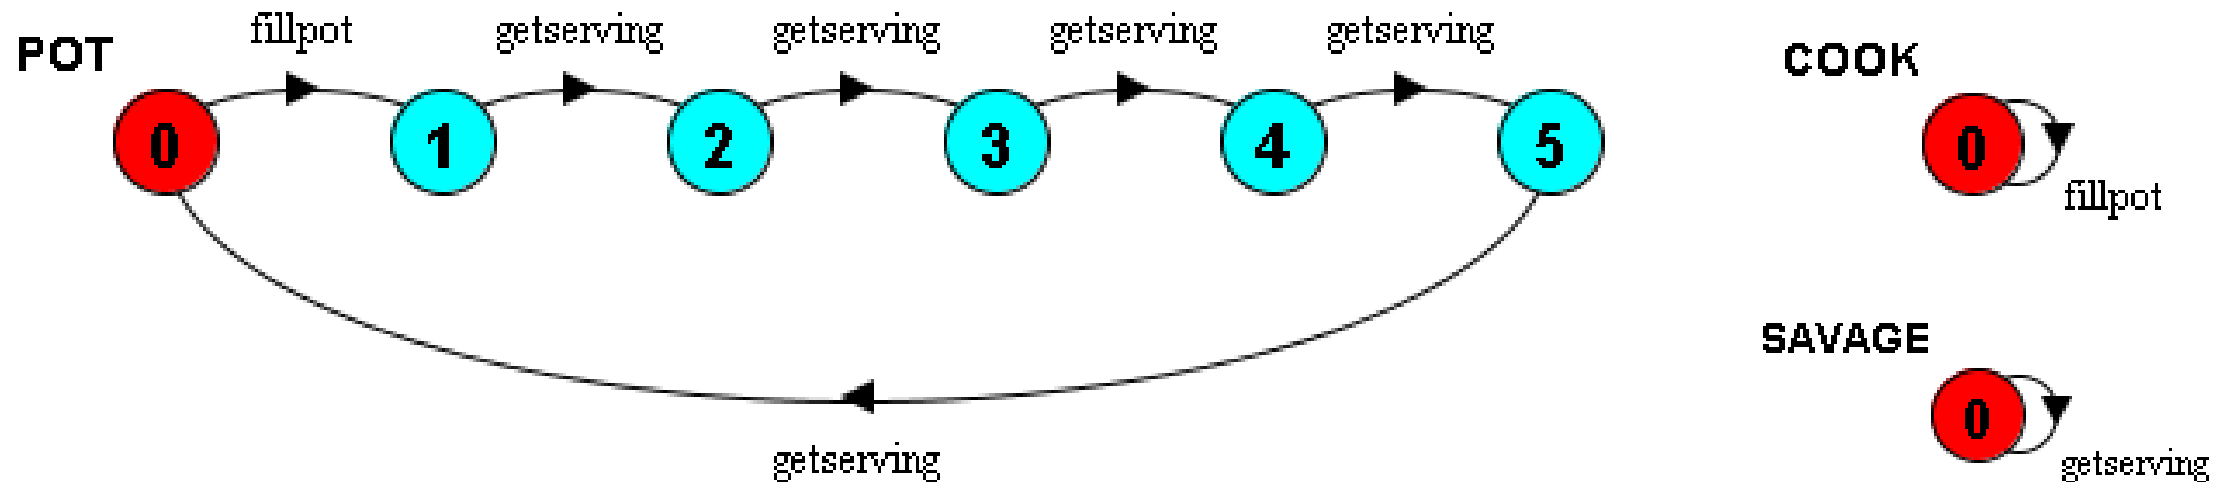 POT
fillpot
getserving
getserving
getserving
getserving
0
1
2
3
4
5
getserving
COOK
0
fillpot
SAVAGE
0
getserving